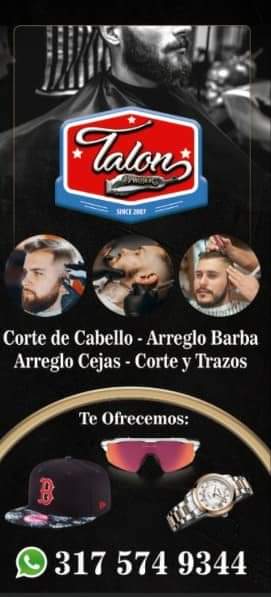 Talon
SINCE 2007
Corte de Cabello - Arreglo Barba
Arreglo Cejas - Corte y Trazos
Te Ofrecemos:
B
317 574 9344